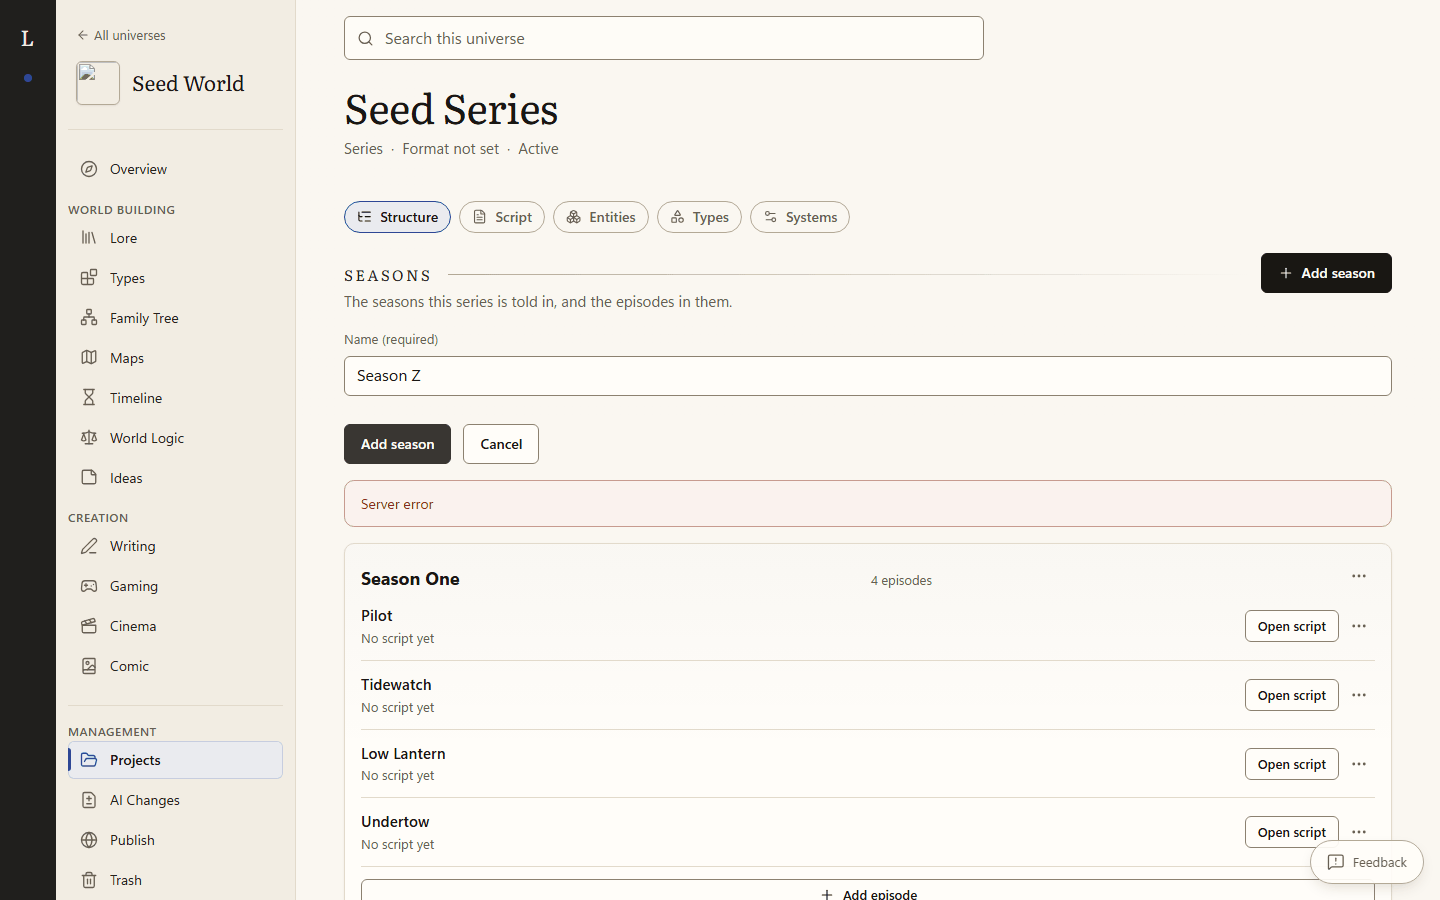 L
All universes
Seed World
Overview
WORLD BUILDING
Lore
Types
Family Tree
Maps
Timeline
World Logic
Ideas
CREATION
Writing
Gaming
Cinema
Comic
MANAGEMENT
Projects
AI Changes
Publish
Trash
Search this universe
Seed Series
Series · Format not set · Active
Structure Script Entities Types Systems
SEASONS
Add season
The seasons this series is told in, and the episodes in them.
Name (required)
Season Z
Add season Cancel
Server error
Season One 4 episodes
Pilot
No script yet
Open script
Tidewatch
No script yet
Open script
Low Lantern
No script yet
Open script
Undertow
No script yet
Open script
Add episode
Feedback